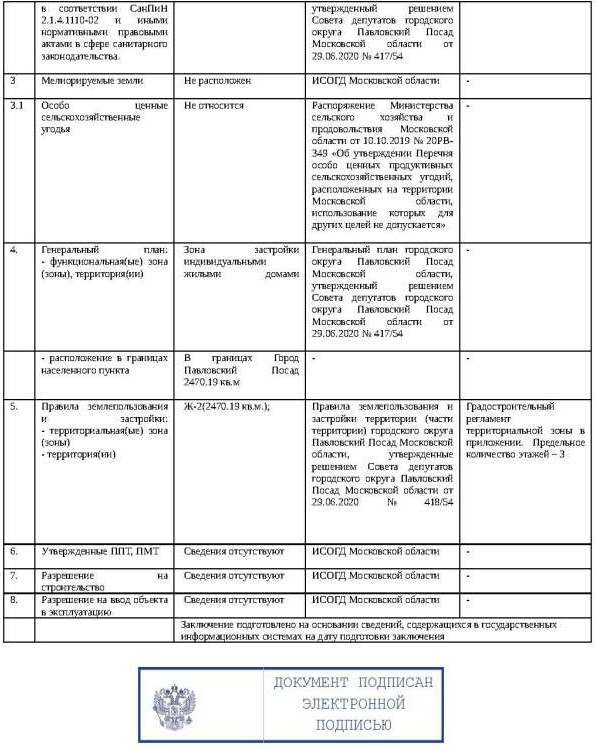 в соответствии СанПиН
2.1.4.1110-02 и иными
нормативными правовыми
актами в сфере санитарного
законодательства.
утвержденный решением
Совета депутатов городского
округа Павловский Посад
Московской области от
29.06.2020 № 417/54
3 Мелиорируемые земли Не расположен ИСОГД Московской области -
3.1 Особо ценные
сельскохозяйственные
угодья
Не относится
Распоряжение Министерства
сельского хозяйства и
продовольствия Московской
области от 10.10.2019 № 20РВ-
349 «Об утверждении Перечня
особо ценных продуктивных
сельскохозяйственных угодий,
расположенных на территории
Московской области,
использование которых для
других целей не допускается»
-
4. Генеральный план:
- функциональная(ые) зона
(зоны), территория(ии)
Зона застройки
индивидуальными
жилыми домами
Генеральный план городского
округа Павловский Посад
Московской области,
утвержденный решением
Совета депутатов городского
округа Павловский Посад
Московской области от
29.06.2020 № 417/54
-
- расположение в границах
населенного пункта
В границах Город
Павловский Посад
2470.19 кв.м
-
-
5. Правила землепользования
и застройки:
- территориальная(ые) зона
(зоны)
- территория(ии)
Ж-2(2470.19 кв.м.);
Правила землепользования и
застройки территории (части
территории) городского округа
Павловский Посад Московской
области, утвержденные
решением Совета депутатов
городского округа Павловский
Посад Московской области от
29.06.2020 № 418/54
Градостроительный
регламент
территориальной зоны в
приложении. Предельное
количество этажей – 3
6. Утвержденные ППТ, ПМТ Сведения отсутствуют ИСОГД Московской области -
7. Разрешение на
строительство
Сведения отсутствуют ИСОГД Московской области -
8. Разрешение на ввод объекта
в эксплуатацию
Сведения отсутствуют ИСОГД Московской области -
Заключение подготовлено на основании сведений, содержащихся в государственных
информационных системах на дату подготовки заключения
ДОКУМЕНТ ПОДПИСАН
ЭЛЕКТРОННОЙ
ПОДПИСЬЮ